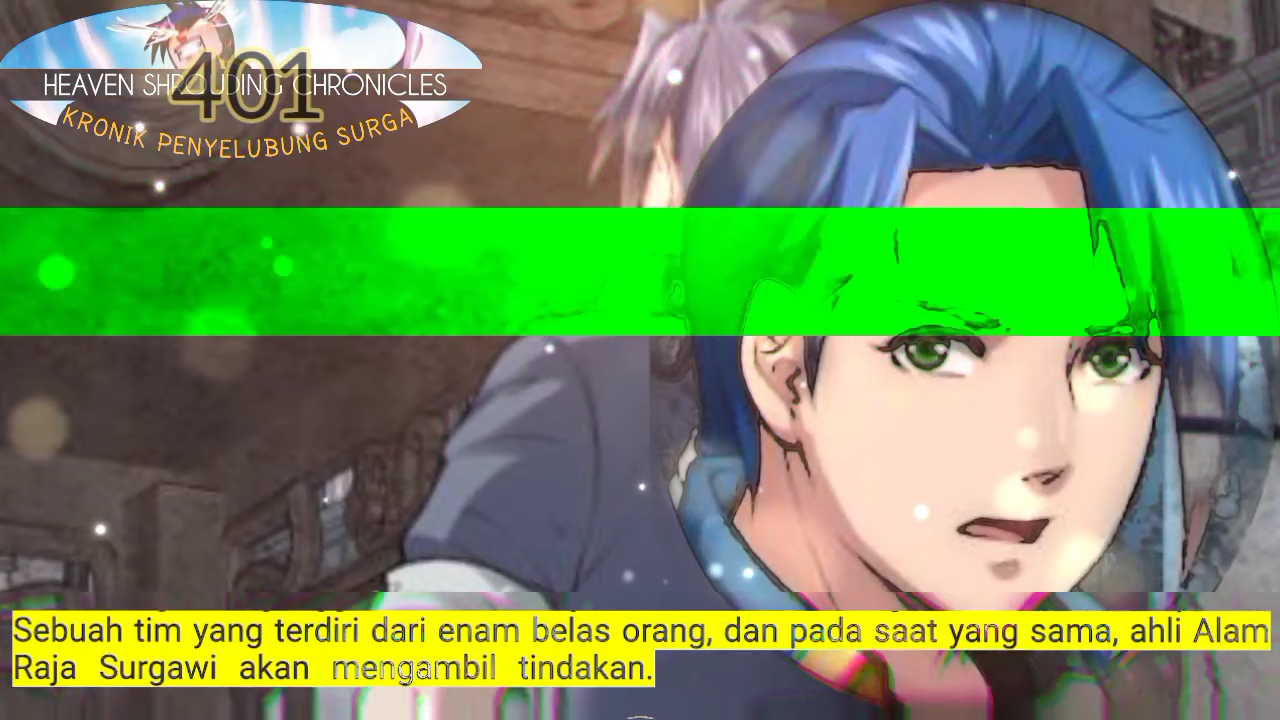 401
HEAVEN SHROUDING CHRONICLES
KRONIK PENYELUBUNG SURGA
Sebuah tim yang terdiri dari enam belas orang, dan pada saat yang sama, ahli Alam
Raja Surgawi akan mengambil tindakan.